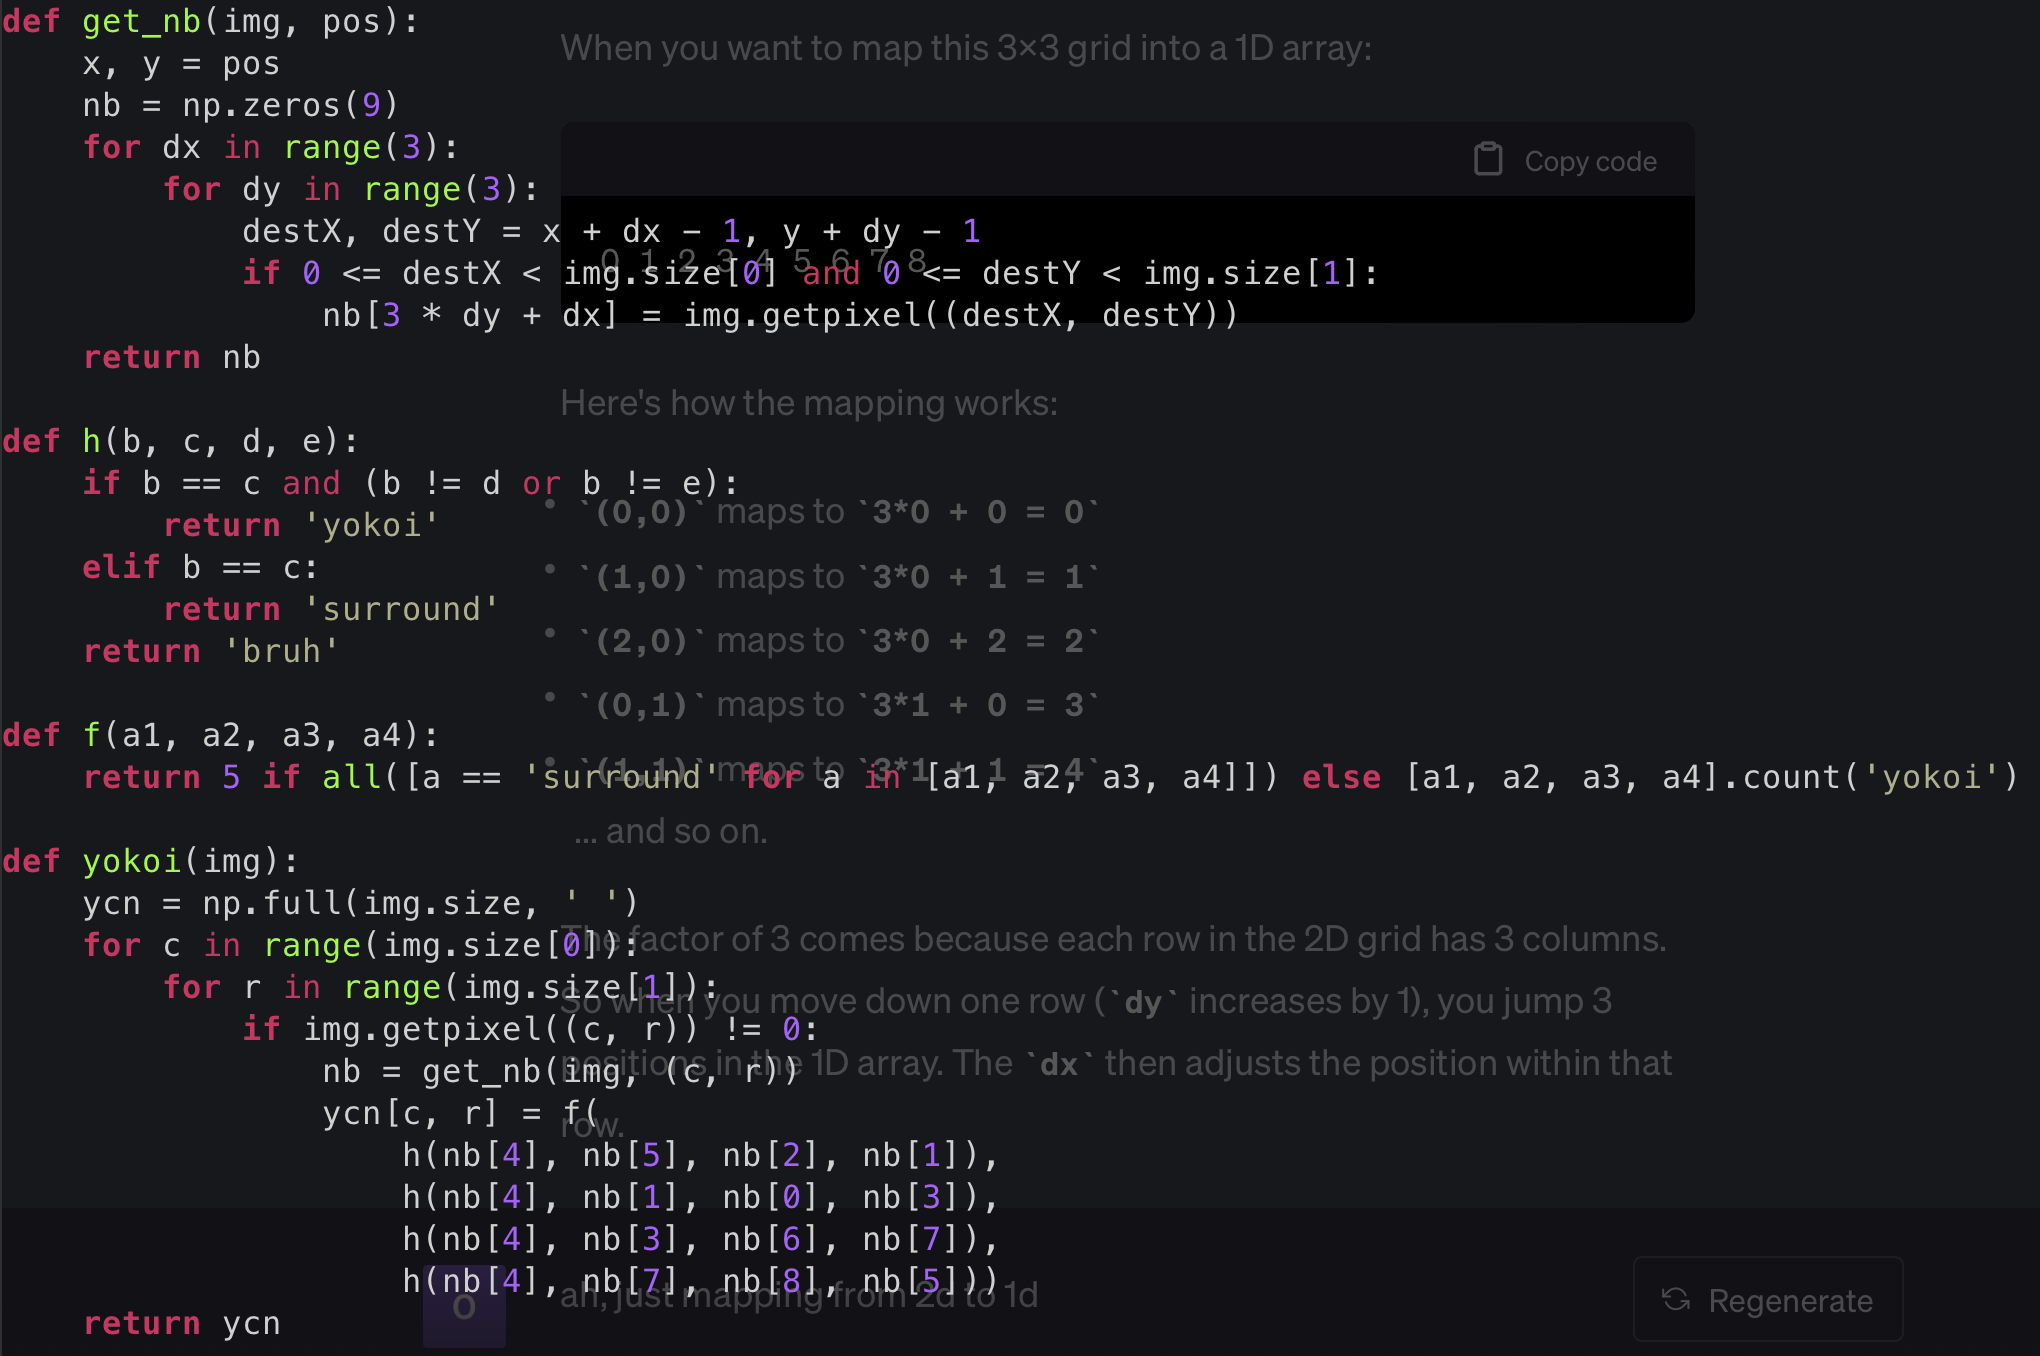 def get_nb(img, pos):
    x, y = pos
    nb = np.zeros(9)
    for dx in range(3):
        for dy in range(3):
            destX, destY = x + dx - 1, y + dy - 1
            if 0 <= destX < img.size[0] and 0 <= destY < img.size[1]:
                nb[3 * dy + dx] = img.getpixel((destX, destY))
    return nb

def h(b, c, d, e):
    if b == c and (b != d or b != e):
        return 'yokoi'
    elif b == c:
        return 'surround'
    return 'bruh'

def f(a1, a2, a3, a4):
    return 5 if all([a == 'surround' for a in [a1, a2, a3, a4]]) else [a1, a2, a3, a4].count('yokoi')

def yokoi(img):
    ycn = np.full(img.size, ' ')
    for c in range(img.size[0]):
        for r in range(img.size[1]):
            if img.getpixel((c, r)) != 0:
                nb = get_nb(img, (c, r))
                ycn[c, r] = f(
                    h(nb[4], nb[5], nb[2], nb[1]),
                    h(nb[4], nb[1], nb[0], nb[3]),
                    h(nb[4], nb[3], nb[6], nb[7]),
                    h(nb[4], nb[7], nb[8], nb[5]))
    return ycn
When you want to map this 3×3 grid into a 1D array:
Copy code
0 1 2 3 4 5 6 7 8
Here's how the mapping works:
• `(0,0)` maps to `3*0 + 0 = 0`
• `(1,0)` maps to `3*0 + 1 = 1`
• `(2,0)` maps to `3*0 + 2 = 2`
• `(0,1)` maps to `3*1 + 0 = 3`
• `(1,1)` maps to `3*1 + 1 = 4`
... and so on.
The factor of 3 comes because each row in the 2D grid has 3 columns.
So when you move down one row (`dy` increases by 1), you jump 3
positions in the 1D array. The `dx` then adjusts the position within that
row.
O
ah, just mapping from 2d to 1d
Regenerate